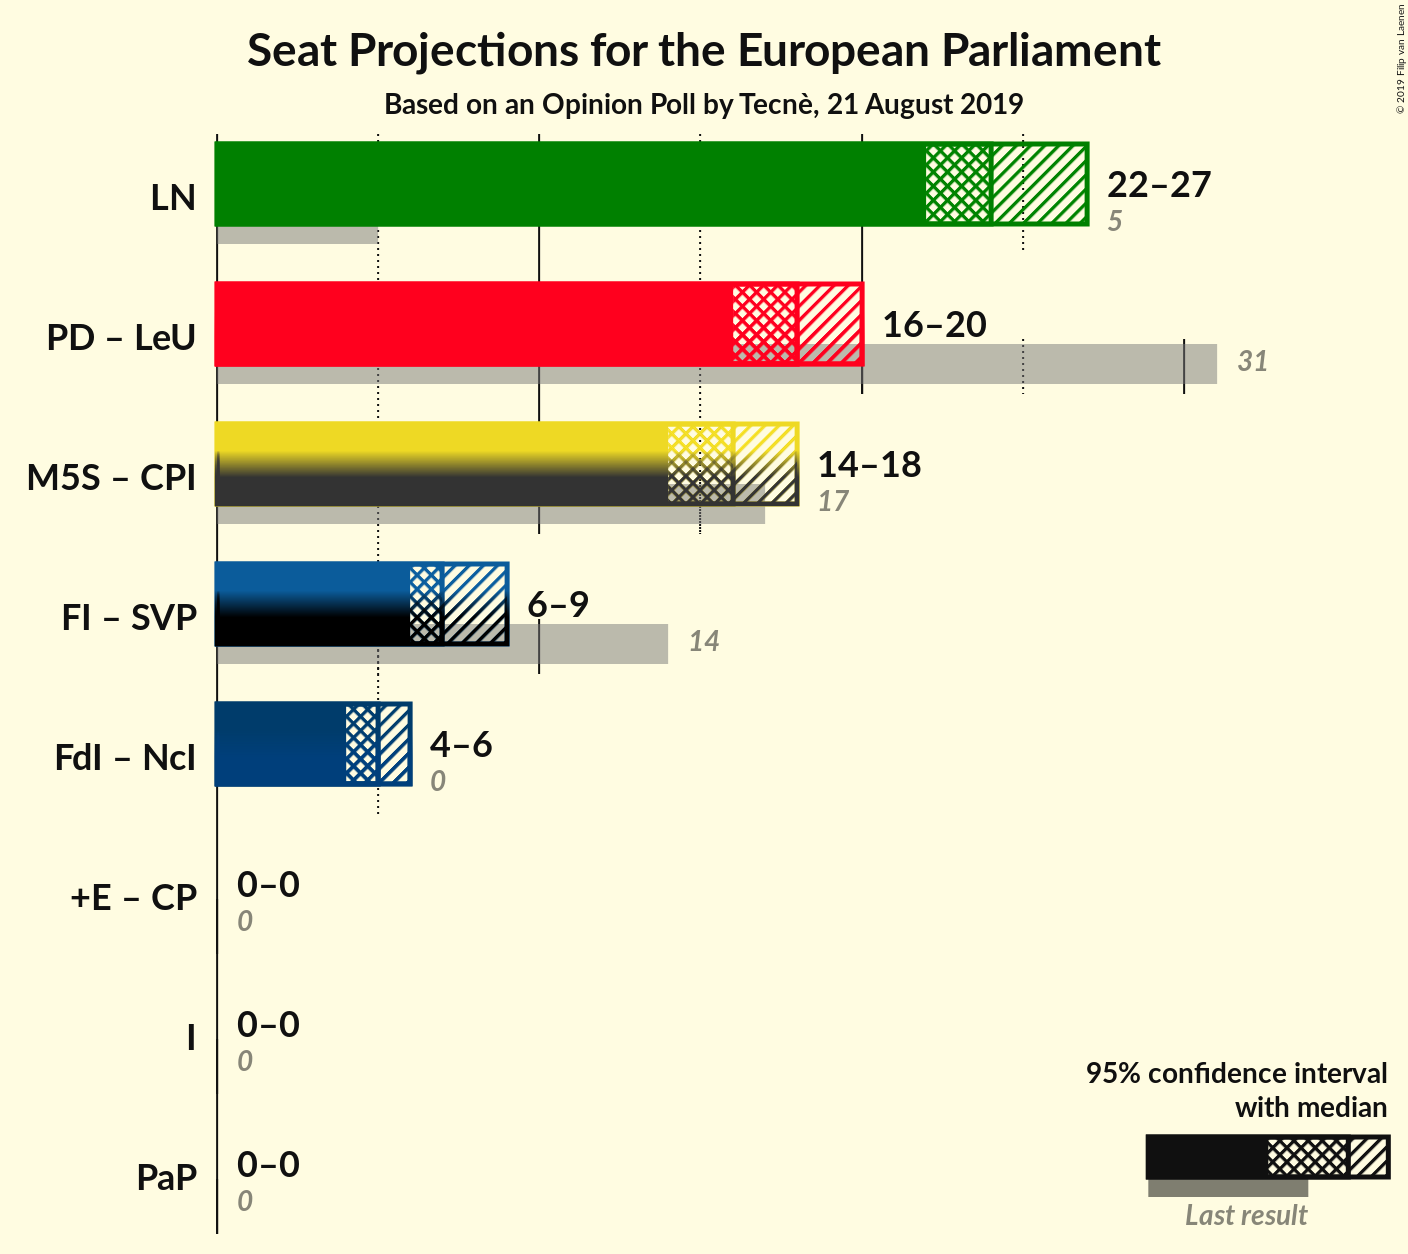 Seat Projections for the European Parliament
Based on an Opinion Poll by Tecnè, 21 August 2019
© 2019 Filip van Laenen
LN
22–27
5
PD – LeU
16–20
31
M5S – CPI
14–18
17
FI – SVP
6–9
14
FdI – NcI
4–6
0
+E – CP
0–0
0
I
0–0
0
PaP
0–0
0
95% confidence interval
with median
Last result